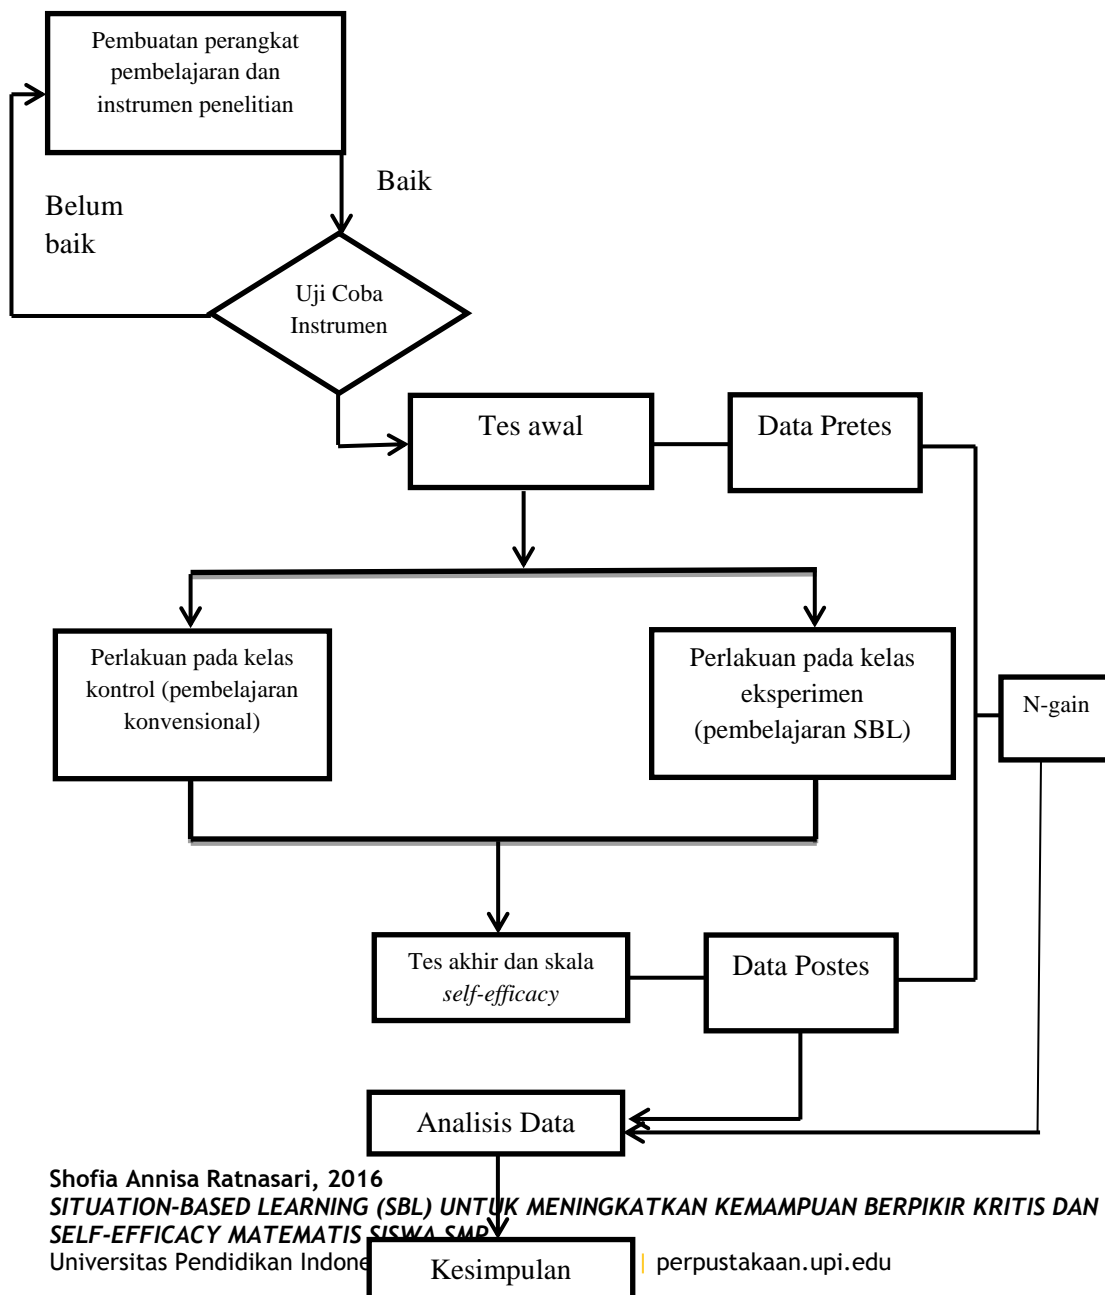 Pembuatan perangkat
pembelajaran dan
instrumen penelitian
Baik
Belum
baik
Uji Coba
Instrumen
Tes awal
Data Pretes
Perlakuan pada kelas
kontrol (pembelajaran
konvensional)
Perlakuan pada kelas
eksperimen
(pembelajaran SBL)
N-gain
Tes akhir dan skala
self-efficacy
Data Postes
Analisis Data
Shofia Annisa Ratnasari, 2016
SITUATION-BASED LEARNING (SBL) UNTUK MENINGKATKAN KEMAMPUAN BERPIKIR KRITIS DAN
SELF-EFFICACY MATEMATIS SISWA SMP
Universitas Pendidikan Indone | perpustakaan.upi.edu
Kesimpulan